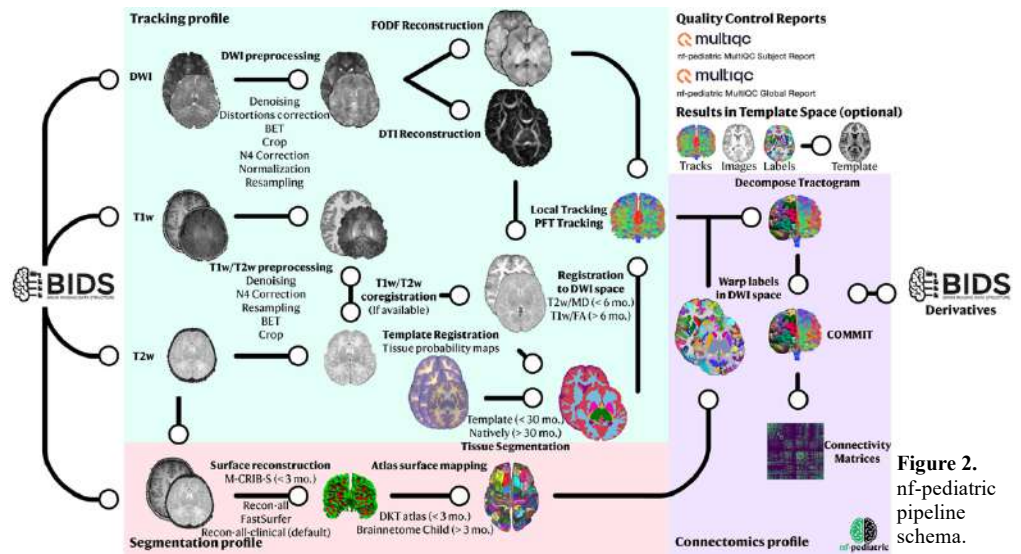 Tracking profile
FODF Reconstruction
DWI
DWI preprocessing
Denoising
Distortions correction
BET
Crop
N4 Correction
Normalization
Resampling
DTI Reconstruction
Quality Control Reports
multiqc
nf-pediatric MultiQC Subject Report
multiqc
nf-pediatric MultiQC Global Report
Results in Template Space (optional)
Tracks
Images
Labels
Template
T1w
Local Tracking
PFT Tracking
Decompose Tractogram
BIDS
T1w/T2w preprocessing
Denoising
N4 Correction
Resampling
BET
Crop
T1w/T2w
coregistration
(If available)
Registration
to DWI space
T2w/MD (< 6 mo.)
T1w/FA (> 6 mo.)
Warp labels
in DWI space
COMMIT
BIDS
Derivatives
T2w
Template Registration
Tissue probability maps
Template (< 30 mo.)
Natively (> 30 mo.)
Tissue Segmentation
Surface reconstruction
M-CRIB-S (< 3 mo.)
Recon-all
FastSurfer
Recon-all-clinical (default)
Atlas surface mapping
DKT atlas (< 3 mo.)
Brainnetome Child (> 3 mo.)
Connectivity
Matrices
Segmentation profile
Connectomics profile
nf-pediatric
Figure 2.
nf-pediatric
pipeline
schema.